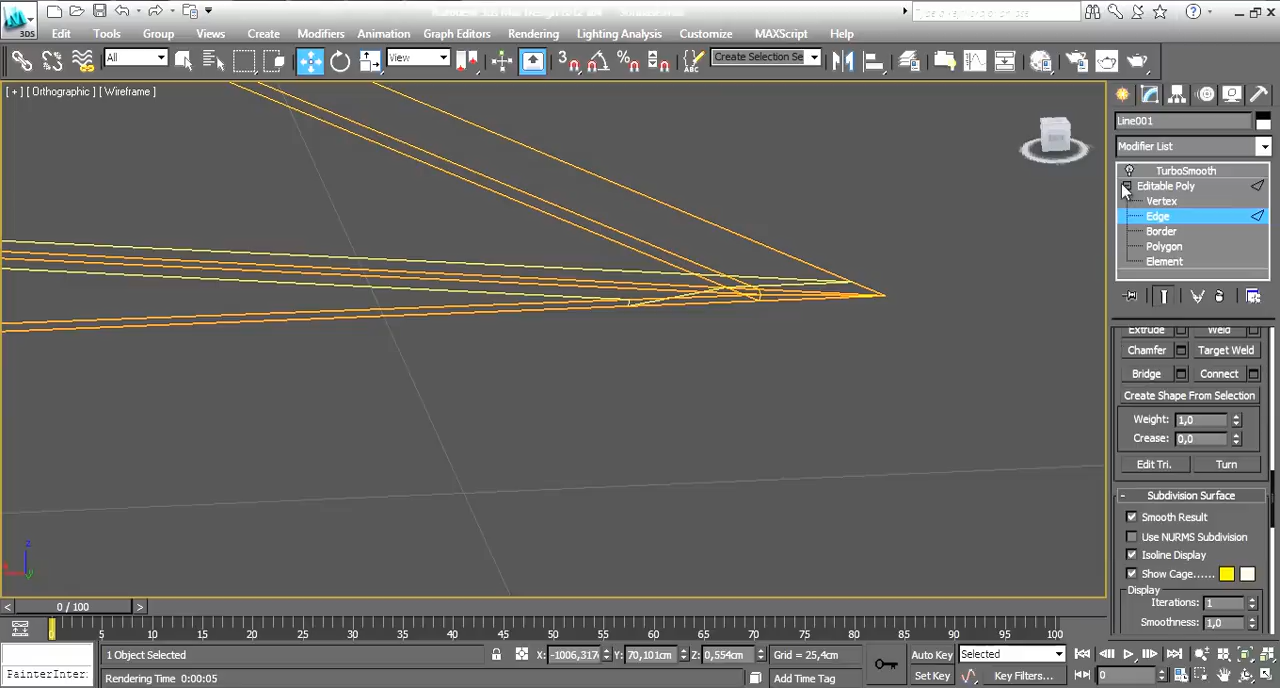 3DS
Edit Tools Group Views Create Modifiers Animation Graph Editors Rendering Lighting Analysis Customize MAXScript Help
All View 3 Create Selection Se
[ + ] [ Orthographic ] [ Wireframe ]
Line001
Modifier List
TurboSmooth
Editable Poly
Vertex
Edge
Border
Polygon
Element
Extrude Weld
Chamfer Target Weld
Bridge Connect
Create Shape From Selection
Weight: 1,0
Crease: 0,0
Edit Tri. Turn
- Subdivision Surface
Smooth Result
Use NURMS Subdivision
Isoline Display
Show Cage......
Display
Iterations: 1
Smoothness: 1,0
z
y
< 0 / 100 >
0 5 10 15 20 25 30 35 40 45 50 55 60 65 70 75 80 85 90 95 100
1 Object Selected X: -1006,317 Y: 70,101cm Z: 0,554cm Grid = 25,4cm Auto Key Selected
FainterInter: Rendering Time 0:00:05 Add Time Tag Set Key Key Filters... 0